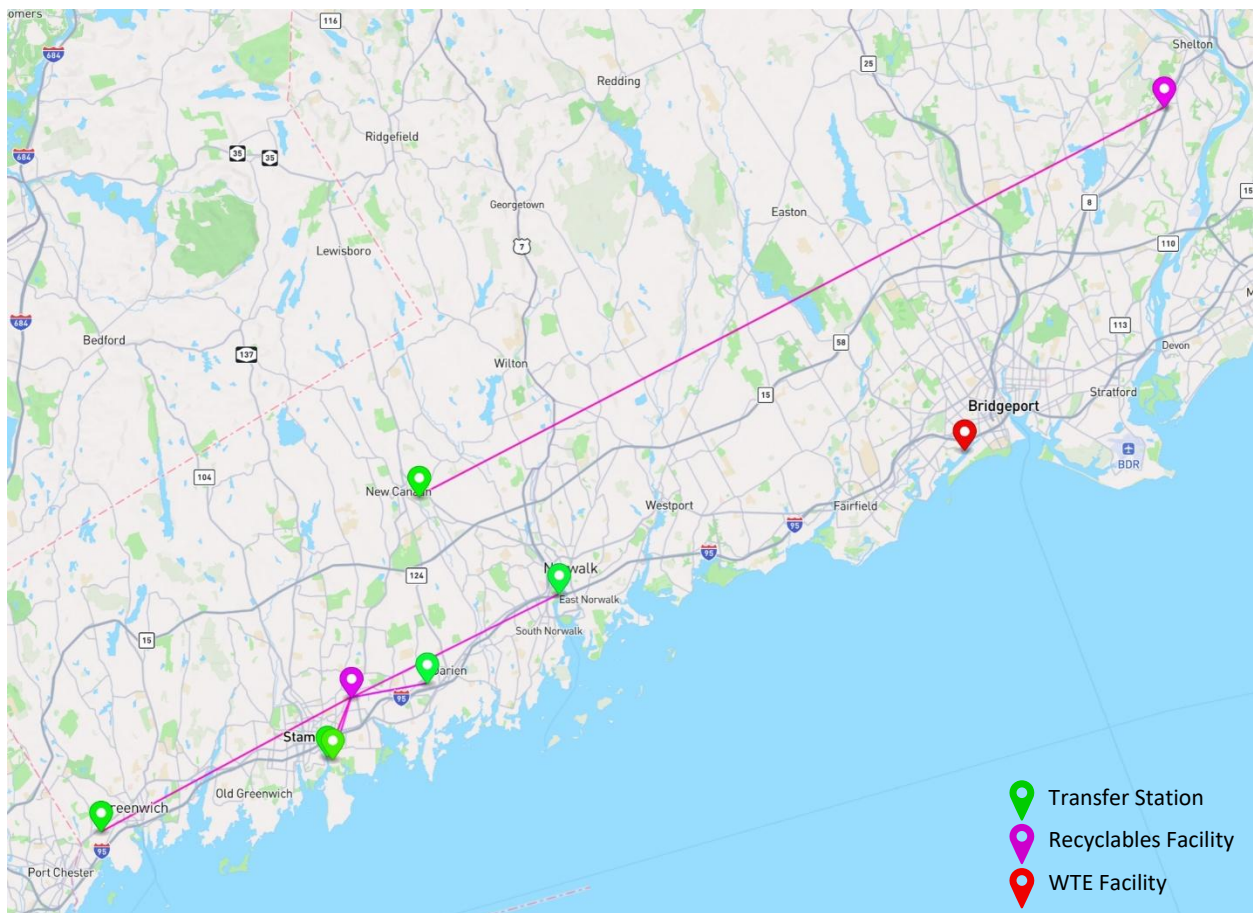 omers
116
684
Shelton
25
Redding
Ridgefield
35
35
684
Georgetown
Easton
8
15
7
Lewisboro
110
684
M
Bedford
137
113
Devon
58
Wilton
15
Stratford
Bridgeport
BDR
104
New Canaan
Westport
Fairfield
95
95
Norwalk
124
East Norwalk
South Norwalk
15
Darien
95
Stam
Old Greenwich
Greenwich
95
Port Chester
Transfer Station
Recyclables Facility
WTE Facility